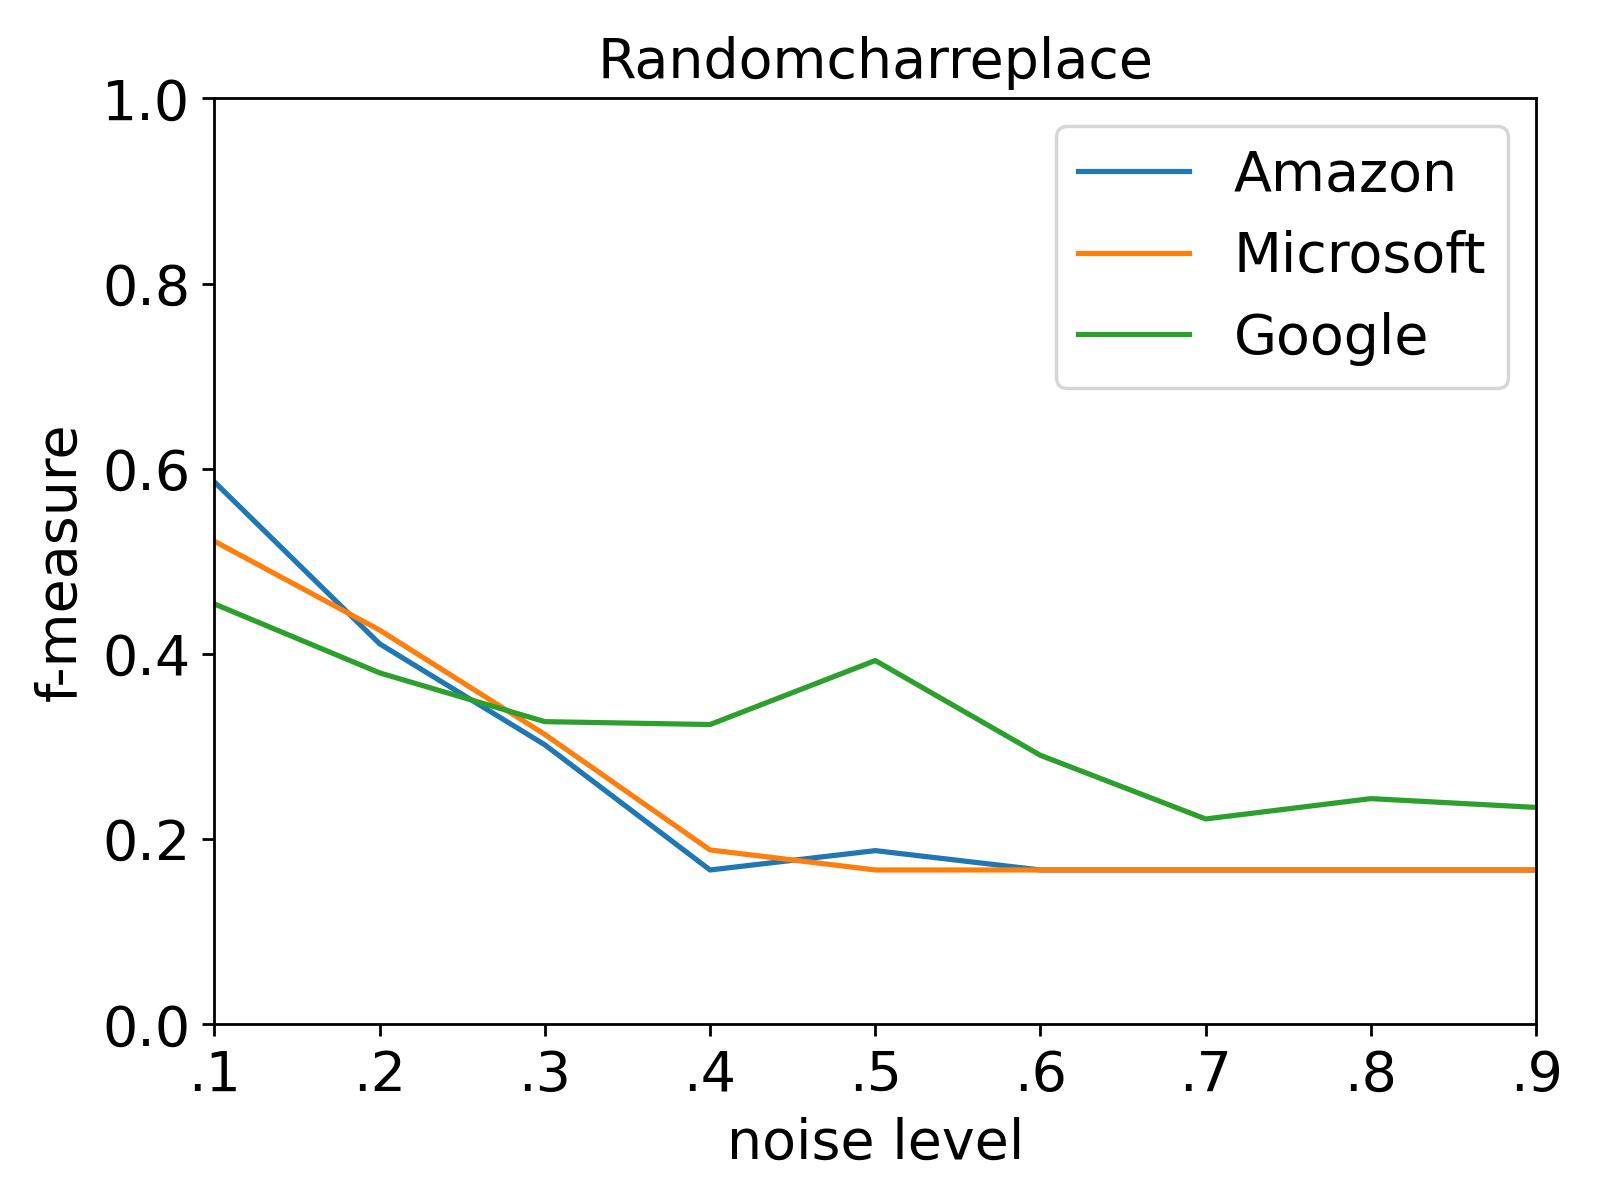 Randomcharreplace
1.0
0.8
0.6
0.4
0.2
0.0
f-measure
Amazon
Microsoft
Google
.1 .2 .3 .4 .5 .6 .7 .8 .9
noise level